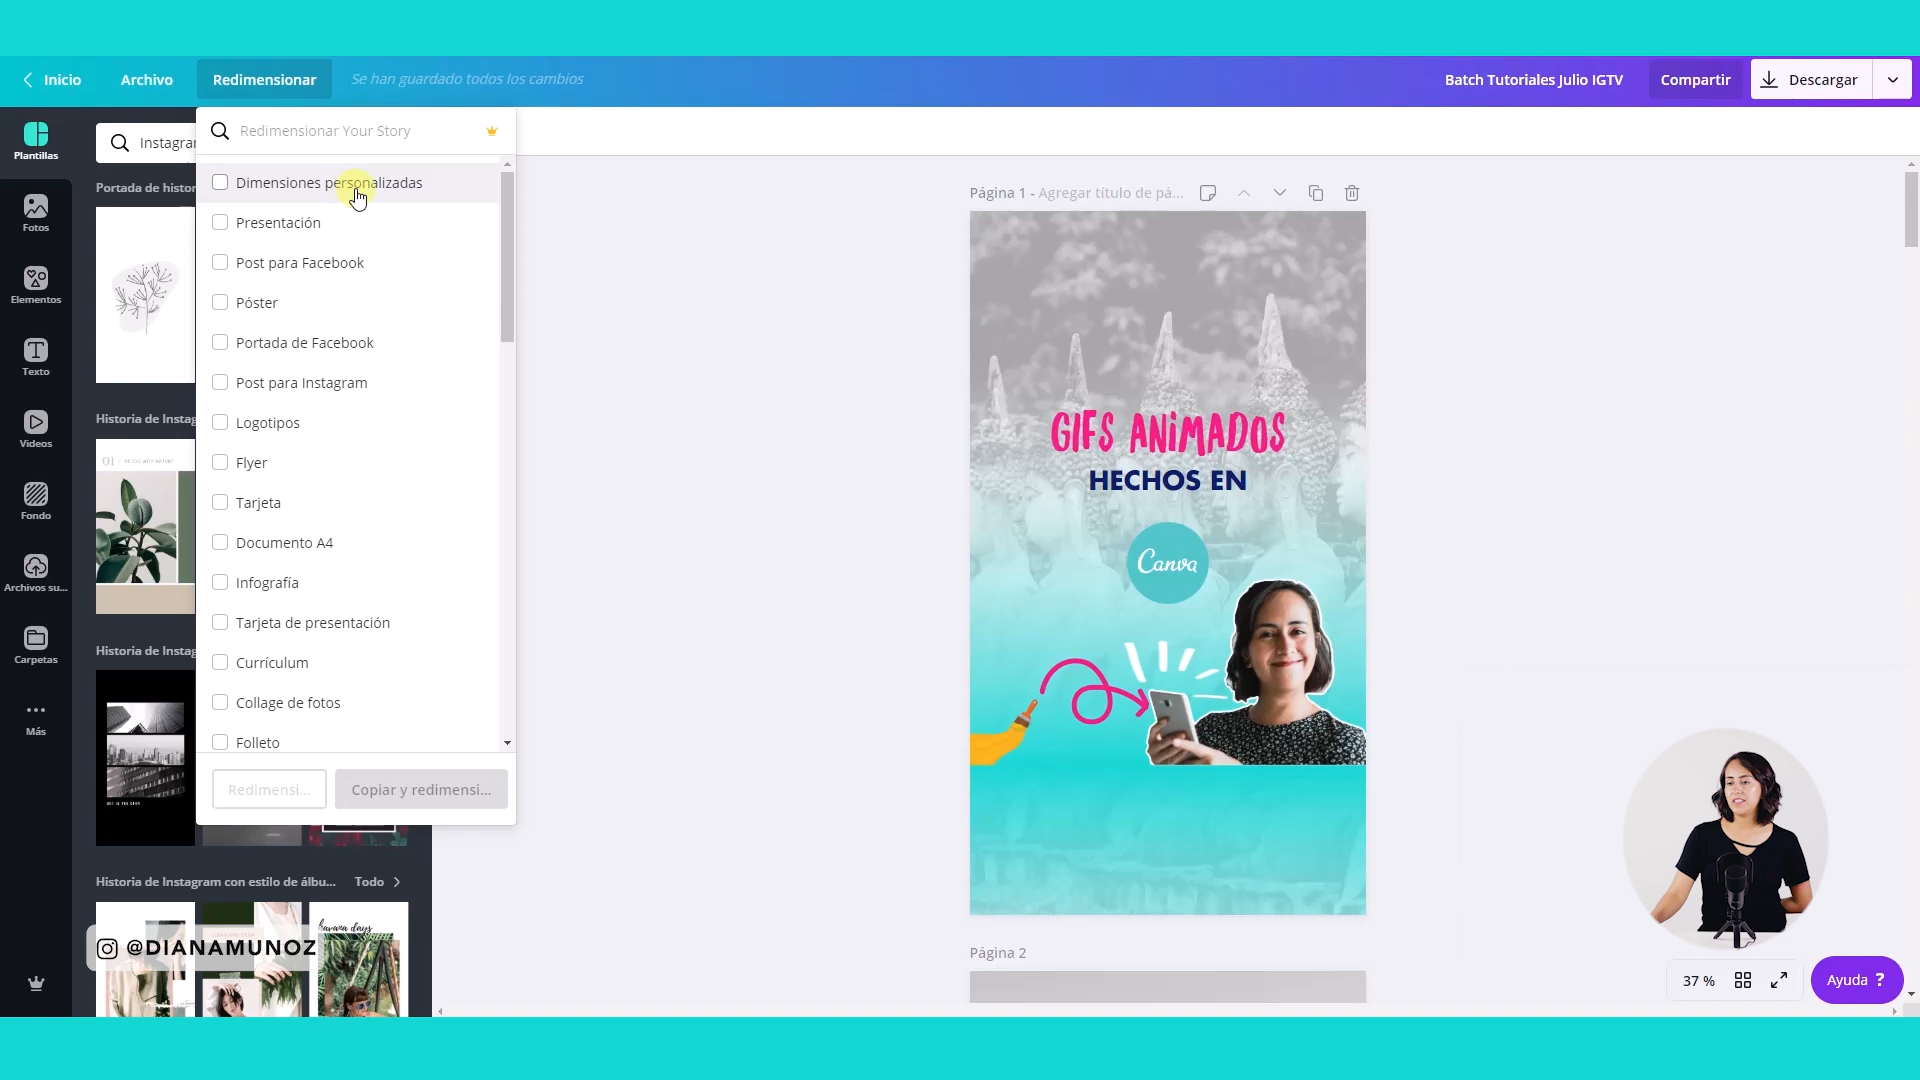 Inicio
Archivo
Redimensionar
Se han guardado todos los cambios
Batch Tutoriales Julio IGTV
Compartir
Descargar
Plantillas
Fotos
Elementos
Texto
Videos
Fondo
Archivos su...
Carpetas
Más
Instagra
Portada de histor
Historia de Instag
Historia de Instag
Historia de Instagram con estilo de álbu...
Todo
havana days
@DIANAMUNOZ
Redimensionar Your Story
Dimensiones personalizadas
Presentación
Post para Facebook
Póster
Portada de Facebook
Post para Instagram
Logotipos
Flyer
Tarjeta
Documento A4
Infografía
Tarjeta de presentación
Currículum
Collage de fotos
Folleto
Redimensi...
Copiar y redimensi...
Página 1 - Agregar título de pá...
GIFS ANiMADOS
HECHOS EN
Canva
Página 2
37 %
Ayuda ?